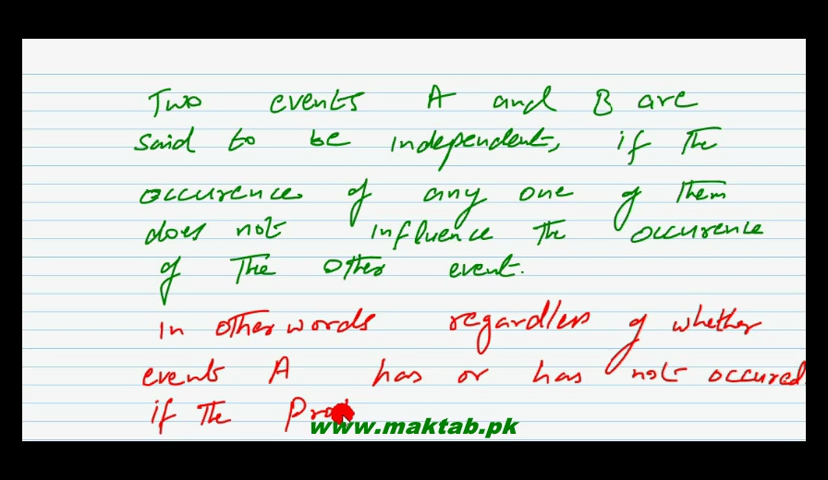 Two events A and B are
said to be independent, if the
occurence of any one of them
does not influence the occurence
of the other event.
In other words regardless of whether
events A has or has not occured.
if the Pro
www.maktab.pk